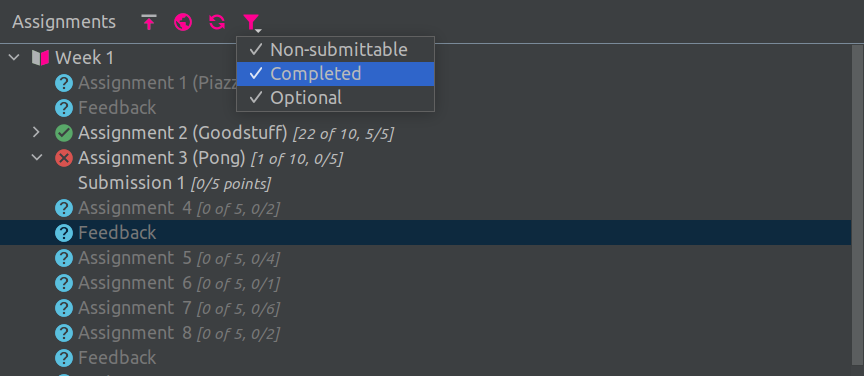 Assignments
Non-submittable
Completed
Optional
Week 1
Assignment 1 (Piazz
Feedback
Assignment 2 (Goodstuff) [22 of 10, 5/5]
Assignment 3 (Pong) [1 of 10, 0/5]
Submission 1 [0/5 points]
Assignment 4 [0 of 5, 0/2]
Feedback
Assignment 5 [0 of 5, 0/4]
Assignment 6 [0 of 5, 0/1]
Assignment 7 [0 of 5, 0/6]
Assignment 8 [0 of 5, 0/2]
Feedback